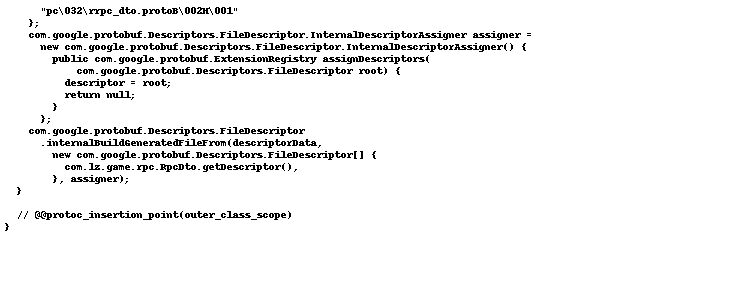 "pc\032\rrpc_dto.protoB\002H\001"
};
com.google.protobuf.Descriptors.FileDescriptor.InternalDescriptorAssigner assigner =
new com.google.protobuf.Descriptors.FileDescriptor.InternalDescriptorAssigner() {
public com.google.protobuf.ExtensionRegistry assignDescriptors(
com.google.protobuf.Descriptors.FileDescriptor root) {
descriptor = root;
return null;
}
};
com.google.protobuf.Descriptors.FileDescriptor
.internalBuildGeneratedFileFrom(descriptorData,
new com.google.protobuf.Descriptors.FileDescriptor[] {
com.lz.game.rpc.RpcDto.getDescriptor(),
}, assigner);
}
// @@protoc_insertion_point(outer_class_scope)
}